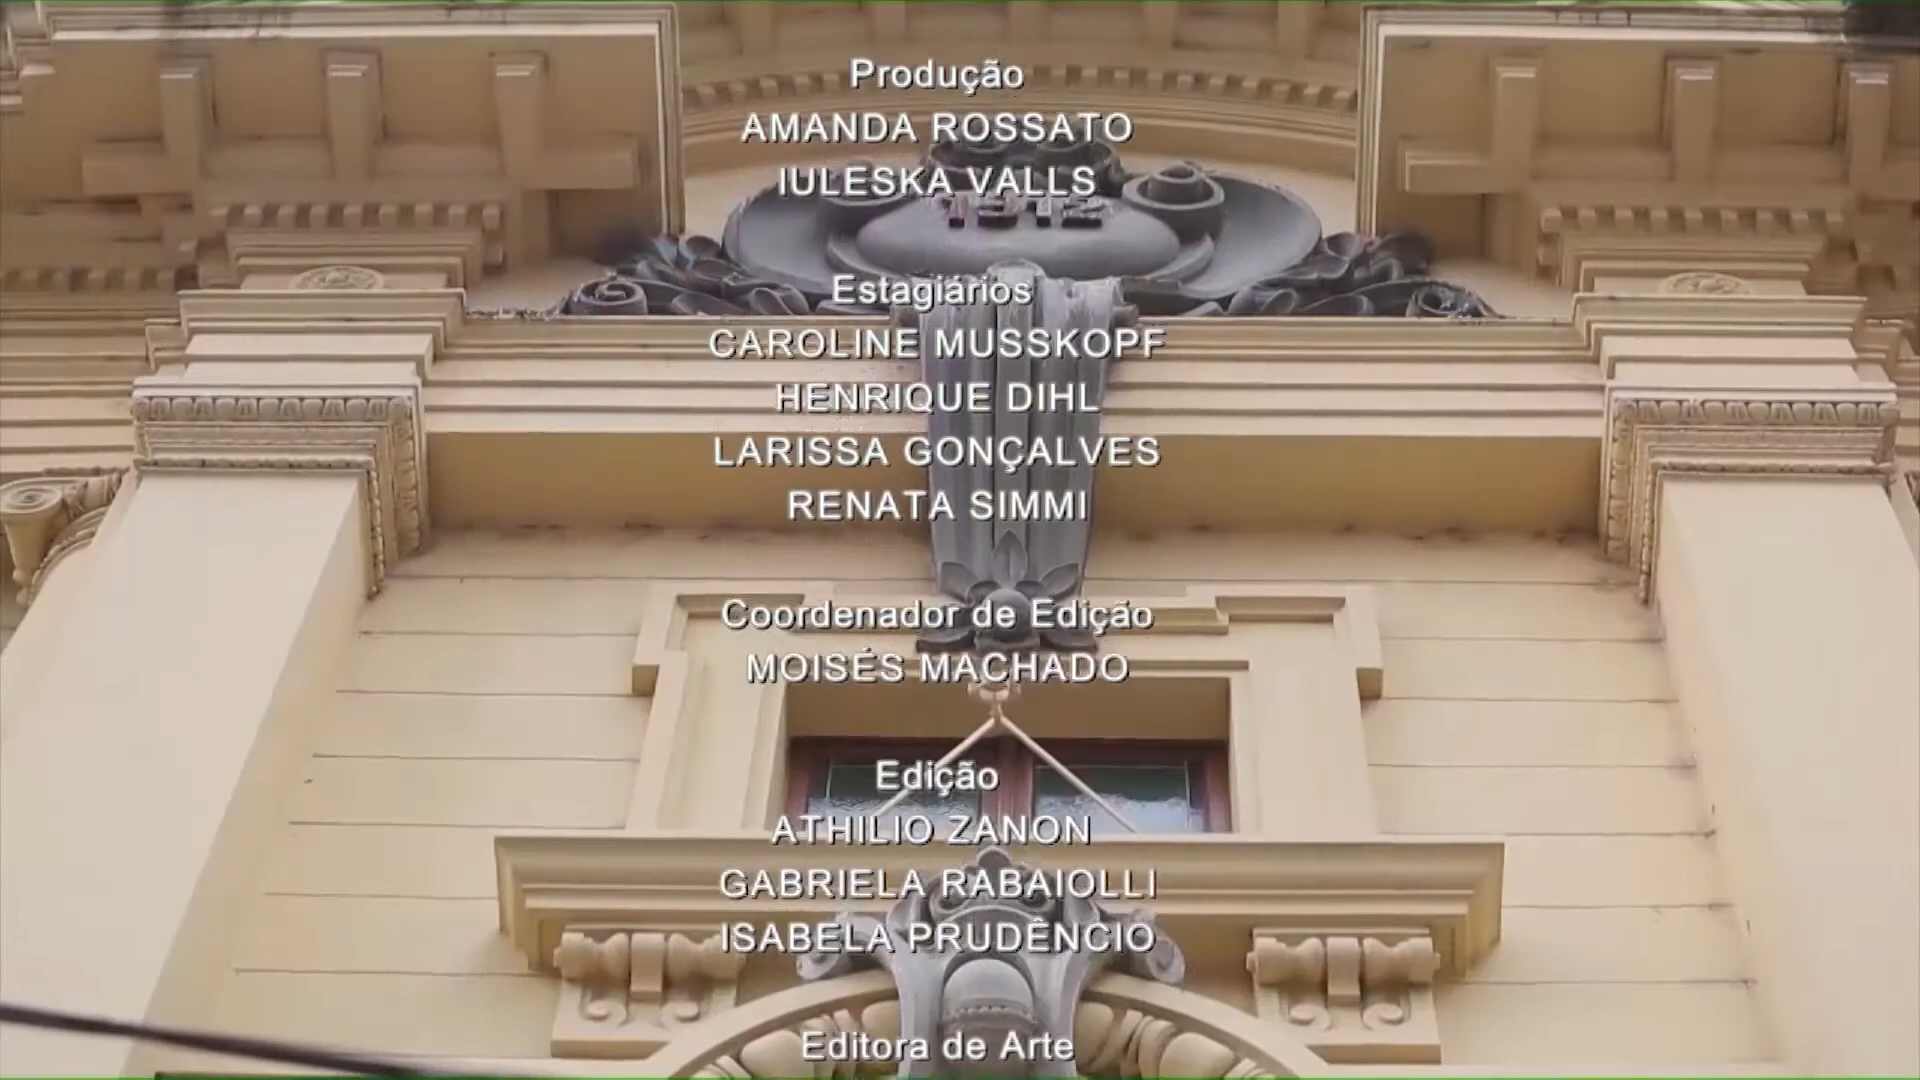 Produção
AMANDA ROSSATO
IULESKA VALLS
1912
Estagiários
CAROLINE MUSSKOPF
HENRIQUE DIHL
LARISSA GONÇALVES
RENATA SIMMI
Coordenador de Edição
MOISÉS MACHADO
Edição
ATHILIO ZANON
GABRIELA RABAIOLLI
ISABELA PRUDÊNCIO
Editora de Arte